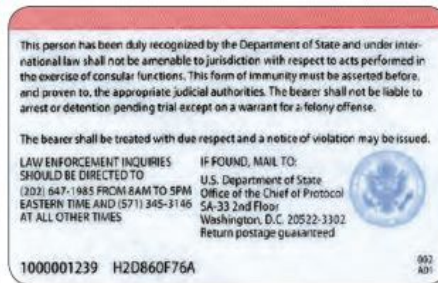 This person has been duly recognized by the Department of State and under inter-
national law shall not be amenable to jurisdiction with respect to acts performed in
the exercise of consular functions. This form of immunity must be asserted before,
and proven to, the appropriate judicial authorities. The bearer shall not be liable to
arrest or detention pending trial except on a warrant for a felony offense.
The bearer shall be treated with due respect and a notice of violation may be issued.
LAW ENFORCEMENT INQUIRIES
SHOULD BE DIRECTED TO
(202) 647-1985 FROM 8AM TO 5PM
EASTERN TIME AND (571) 345-3146
AT ALL OTHER TIMES
IF FOUND, MAIL TO:
U.S. Department of State
Office of the Chief of Protocol
SA-33 2nd Floor
Washington, D.C. 20522-3302
Return postage guaranteed
1000001239 H2D860F76A
002
A01